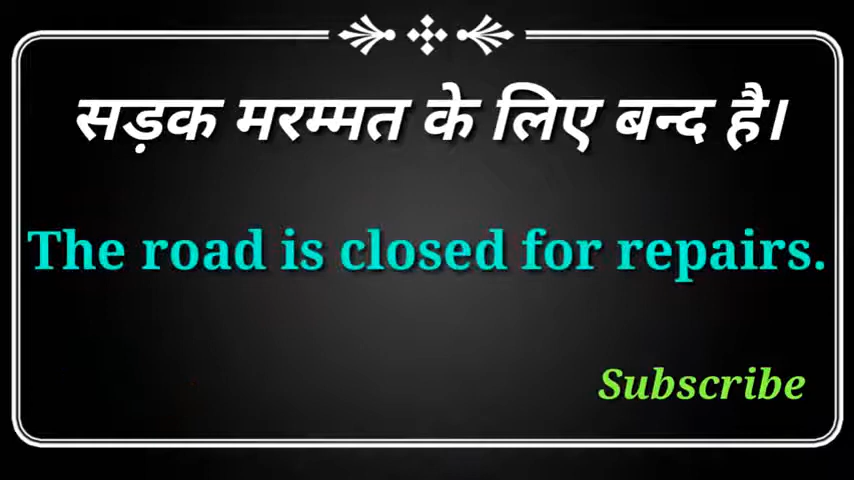 सड़क मरम्मत के लिए बन्द है।
The road is closed for repairs.
Subscribe